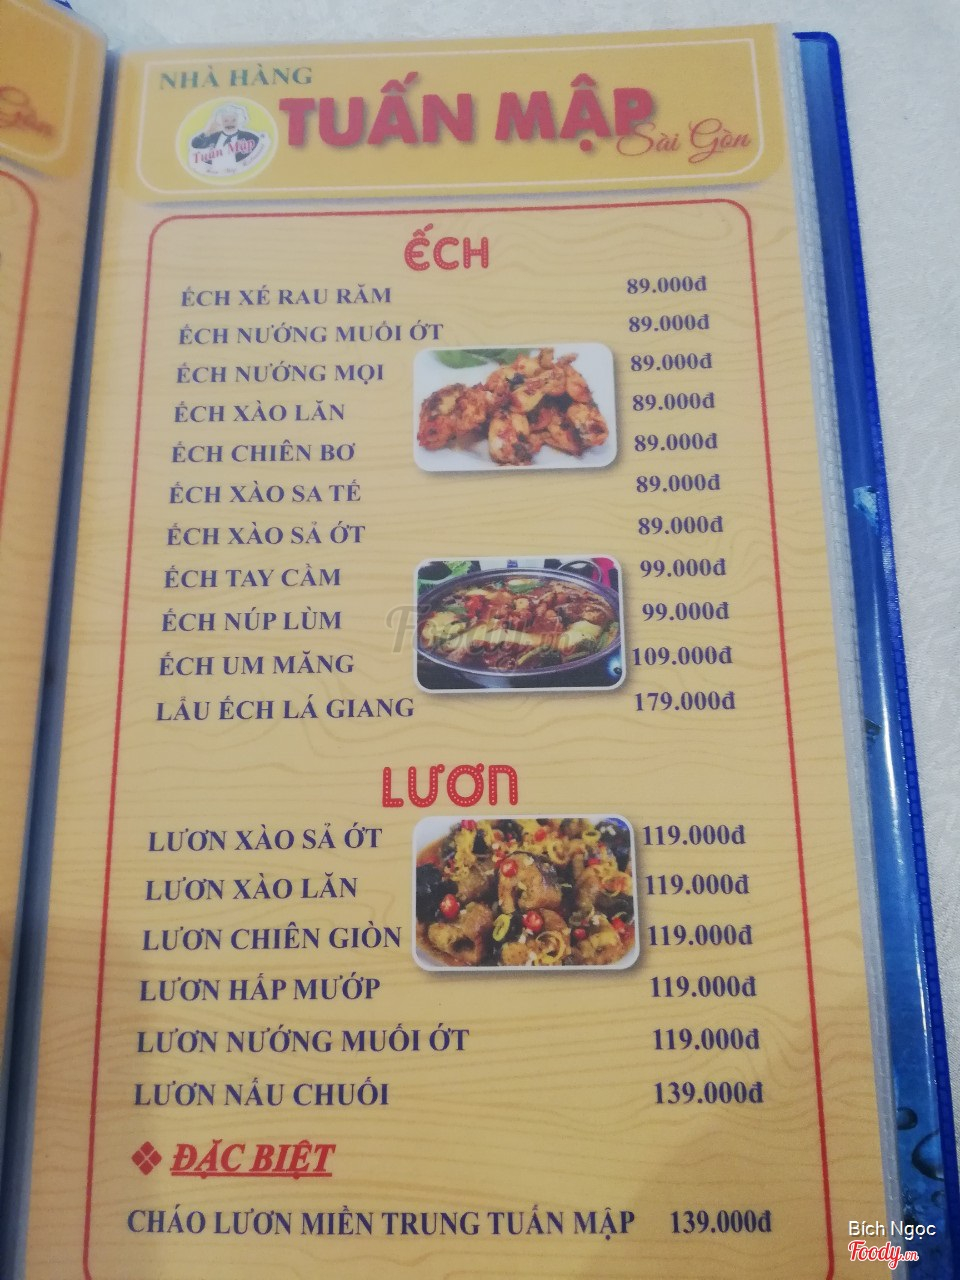 NHÀ HÀNG
TUẤN MẬP
Sài Gòn
Tuấn Mập
ẾCH
ẾCH XÉ RAU RĂM 89.000đ
ẾCH NƯỚNG MUỐI ỚT 89.000đ
ẾCH NƯỚNG MỌI 89.000đ
ẾCH XÀO LĂN 89.000đ
ẾCH CHIÊN BƠ 89.000đ
ẾCH XÀO SA TẾ 89.000đ
ẾCH XÀO SẢ ỚT 89.000đ
ẾCH TAY CẦM 99.000đ
ẾCH NÚP LÙM 99.000đ
ẾCH UM MĂNG 109.000đ
LẨU ẾCH LÁ GIANG 179.000đ
LƯƠN
LƯƠN XÀO SẢ ỚT 119.000đ
LƯƠN XÀO LĂN 119.000đ
LƯƠN CHIÊN GIÒN 119.000đ
LƯƠN HẤP MƯỚP 119.000đ
LƯƠN NƯỚNG MUỐI ỚT 119.000đ
LƯƠN NẤU CHUỐI 139.000đ
❖ ĐẶC BIỆT
CHÁO LƯƠN MIỀN TRUNG TUẤN MẬP 139.000đ
Foody.vn
Bích Ngọc
Foody.vn